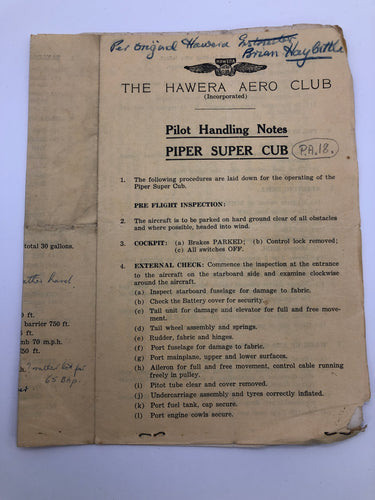 Per original Hawera Instructor
Brian Haybittle
HAWERA
THE HAWERA AERO CLUB
(Incorporated)
Pilot Handling Notes
PIPER SUPER CUB P.A.18.
1. The following procedures are laid down for the operating of the
Piper Super Cub.
PRE FLIGHT INSPECTION:
2. The aircraft is to be parked on hard ground clear of all obstacles
and where possible, headed into wind.
3. COCKPIT: (a) Brakes PARKED; (b) Control lock removed;
(c) All switches OFF.
4. EXTERNAL CHECK: Commence the inspection at the entrance
to the aircraft on the starboard side and examine clockwise
around the aircraft.
(a) Inspect starboard fuselage for damage to fabric.
(b) Check the Battery cover for security.
(c) Tail unit for damage and elevator for full and free move-
ment.
(d) Tail wheel assembly and springs.
(e) Rudder, fabric and hinges.
(f) Port fuselage for damage to fabric.
(g) Port mainplane, upper and lower surfaces.
(h) Aileron for full and free movement, control cable running
freely in pulley.
(i) Pitot tube clear and cover removed.
(j) Undercarriage assembly and tyres correctly inflated.
(k) Port fuel tank, cap secure.
(l) Port engine cowls secure.
total 30 gallons.
hand.
ft.
barrier 750 ft.
ft.
mb 70 m.p.h.
250 ft.
for
65 BHp.